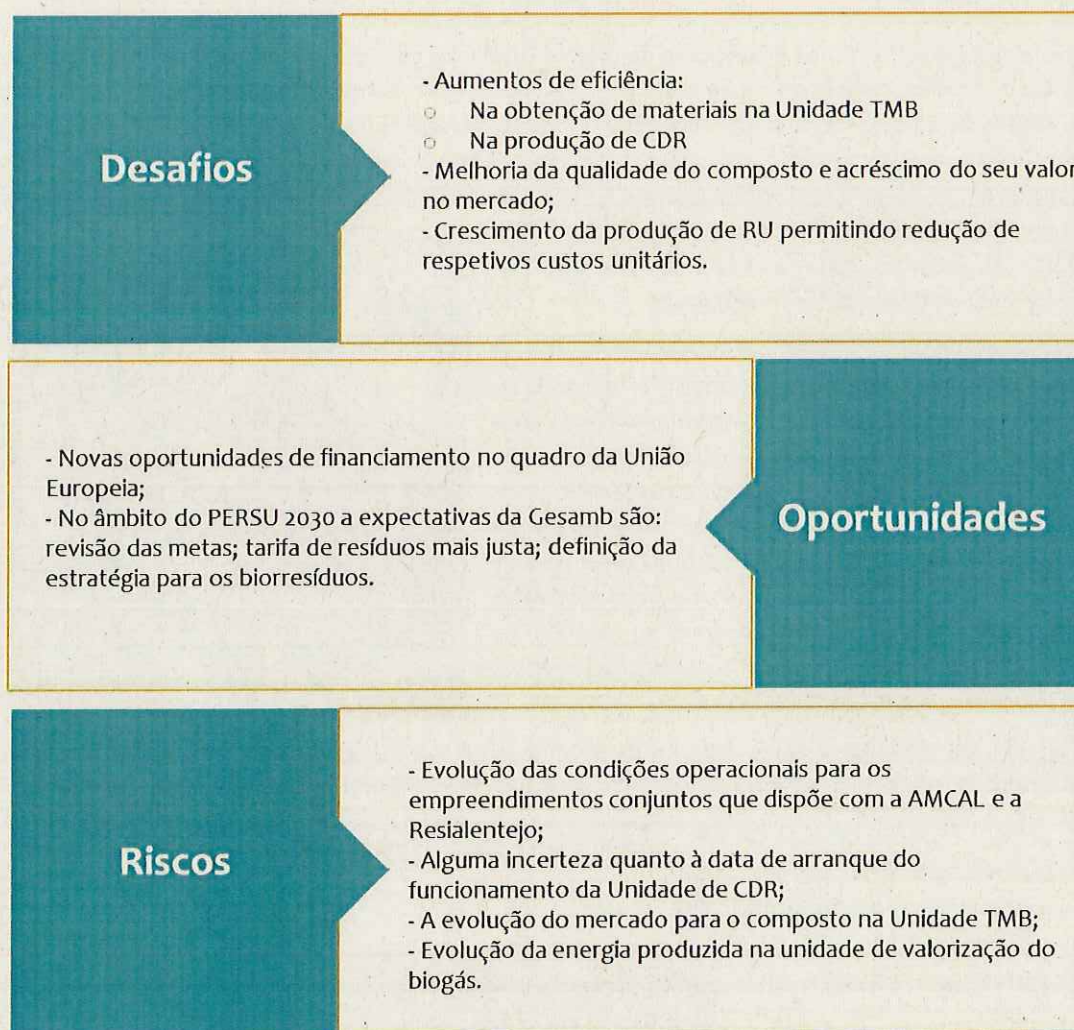 Desafios
- Aumentos de eficiência:
○ Na obtenção de materiais na Unidade TMB
○ Na produção de CDR
- Melhoria da qualidade do composto e acréscimo do seu valor
no mercado;
- Crescimento da produção de RU permitindo redução de
respetivos custos unitários.
- Novas oportunidades de financiamento no quadro da União
Europeia;
- No âmbito do PERSU 2030 a expectativas da Gesamb são:
revisão das metas; tarifa de resíduos mais justa; definição da
estratégia para os biorresíduos.
Oportunidades
Riscos
- Evolução das condições operacionais para os
empreendimentos conjuntos que dispõe com a AMCAL e a
Resialentejo;
- Alguma incerteza quanto à data de arranque do
funcionamento da Unidade de CDR;
- A evolução do mercado para o composto na Unidade TMB;
- Evolução da energia produzida na unidade de valorização do
biogás.